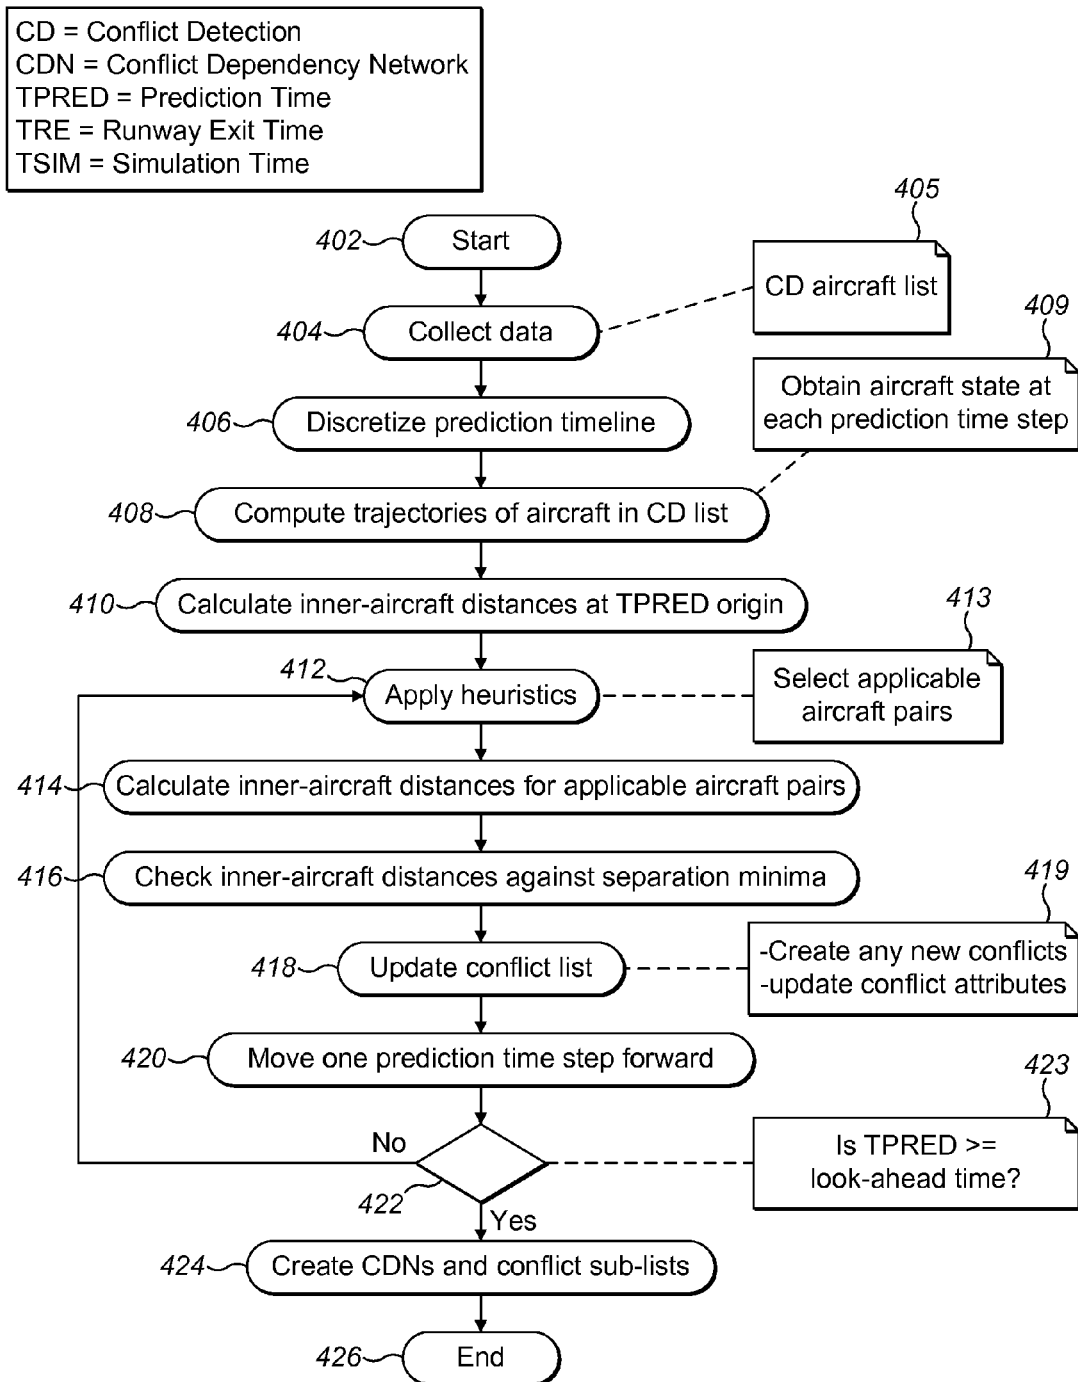 CD = Conflict Detection
CDN = Conflict Dependency Network
TPRED = Prediction Time
TRE = Runway Exit Time
TSIM = Simulation Time
405
402
Start
CD aircraft list
404
Collect data
409
Obtain aircraft state at
each prediction time step
406
Discretize prediction timeline
408
Compute trajectories of aircraft in CD list
410
Calculate inner-aircraft distances at TPRED origin
413
412
Apply heuristics
Select applicable
aircraft pairs
414
Calculate inner-aircraft distances for applicable aircraft pairs
416
Check inner-aircraft distances against separation minima
419
418
Update conflict list
-Create any new conflicts
-update conflict attributes
420
Move one prediction time step forward
423
No
Is TPRED >=
look-ahead time?
422
Yes
424
Create CDNs and conflict sub-lists
426
End